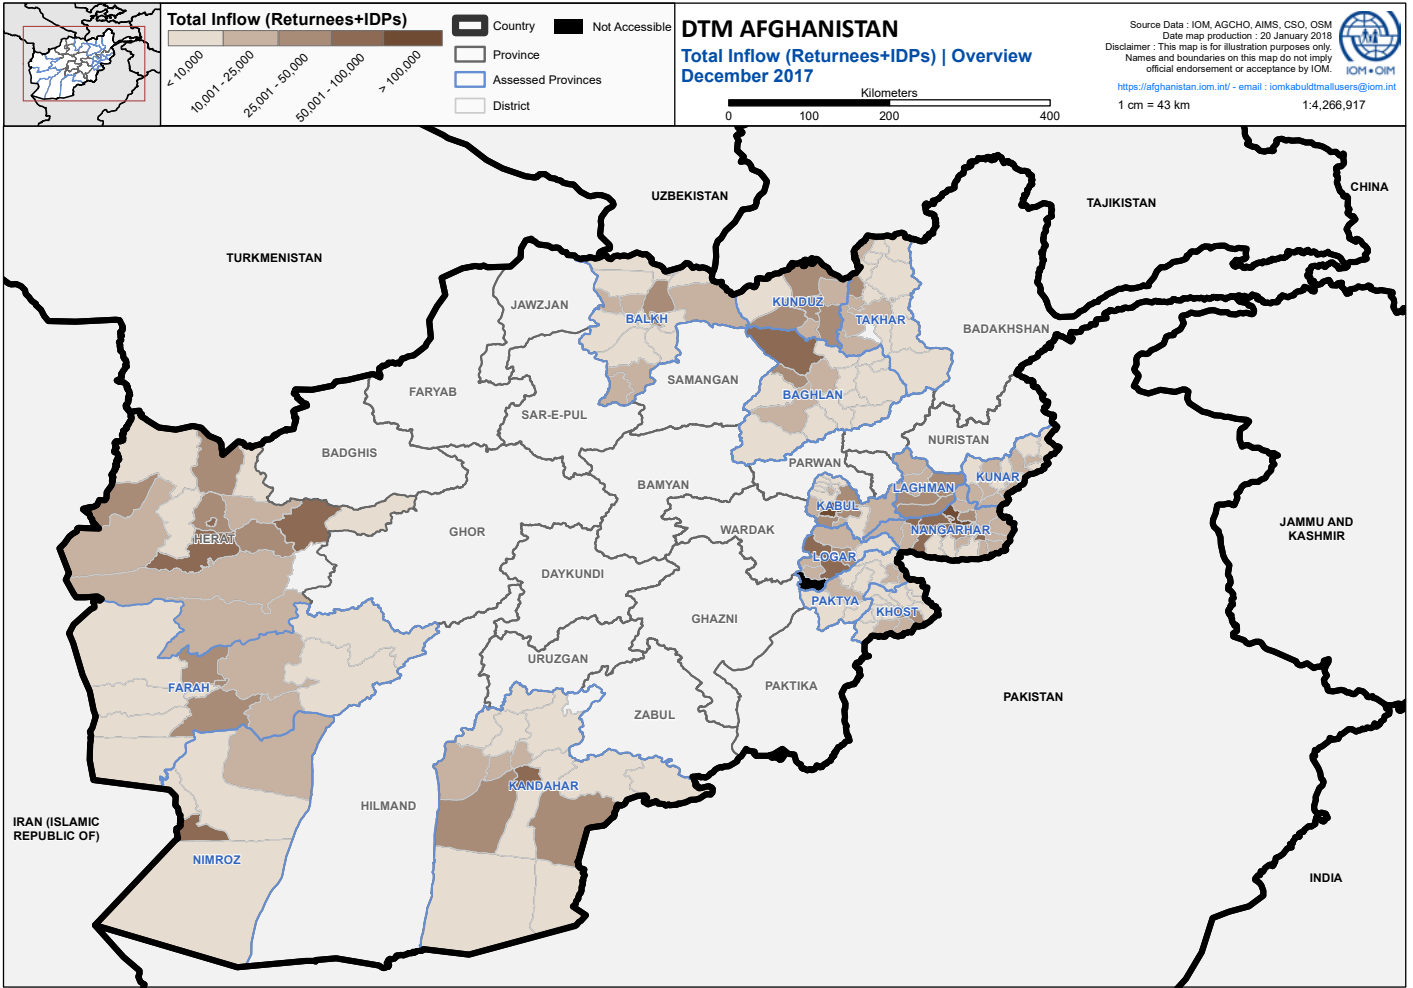 Total Inflow (Returnees+IDPs)
< 10,000
10,001 - 25,000
25,001 - 50,000
50,001 - 100,000
> 100,000
Country
Not Accessible
Province
Assessed Provinces
District
DTM AFGHANISTAN
Total Inflow (Returnees+IDPs) | Overview
December 2017
Kilometers
0 100 200 400
Source Data : IOM, AGCHO, AIMS, CSO, OSM
Date map production : 20 January 2018
Disclaimer : This map is for illustration purposes only.
Names and boundaries on this map do not imply
official endorsement or acceptance by IOM.
https://afghanistan.iom.int/ - email : iomkabuldtmallusers@iom.int
1 cm = 43 km
1:4,266,917
IOM • OIM
UZBEKISTAN
CHINA
TAJIKISTAN
TURKMENISTAN
JAWZJAN
KUNDUZ
BALKH
TAKHAR
BADAKHSHAN
SAMANGAN
FARYAB
BAGHLAN
SAR-E-PUL
NURISTAN
BADGHIS
PARWAN
KUNAR
BAMYAN
LAGHMAN
KABUL
JAMMU AND
KASHMIR
WARDAK
NANGARHAR
GHOR
HERAT
LOGAR
DAYKUNDI
PAKTYA
KHOST
GHAZNI
URUZGAN
PAKTIKA
FARAH
PAKISTAN
ZABUL
KANDAHAR
HILMAND
IRAN (ISLAMIC
REPUBLIC OF)
NIMROZ
INDIA